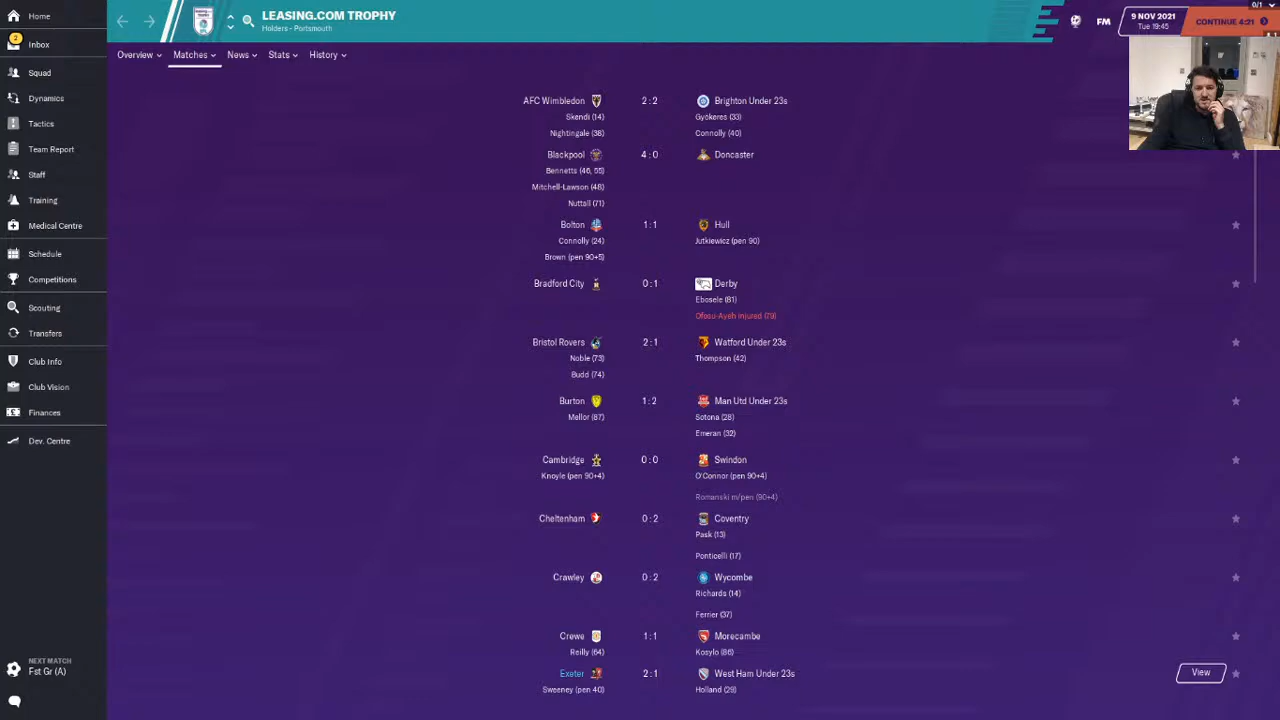 LEASING.COM TROPHY
Holders - Portsmouth
FM
9 NOV 2021
Tue 19:45
CONTINUE 4:21
0/1
Home
2
Inbox
Squad
Dynamics
Tactics
Team Report
Staff
Training
Medical Centre
Schedule
Competitions
Scouting
Transfers
Club Info
Club Vision
Finances
Dev. Centre
NEXT MATCH
Fst Gr (A)
Overview
Matches
News
Stats
History
AFC Wimbledon 2 : 2 Brighton Under 23s
Skendi (14) Gyökeres (33)
Nightingale (38) Connolly (40)
Blackpool 4 : 0 Doncaster
Bennetts (46, 55)
Mitchell-Lawson (48)
Nuttall (71)
Bolton 1 : 1 Hull
Connolly (24) Jutkiewicz (pen 90)
Brown (pen 90+5)
Bradford City 0 : 1 Derby
Ebosele (81)
Ofosu-Ayeh injured (79)
Bristol Rovers 2 : 1 Watford Under 23s
Noble (73) Thompson (42)
Budd (74)
Burton 1 : 2 Man Utd Under 23s
Mellor (87) Sotona (28)
Emeran (32)
Cambridge 0 : 0 Swindon
Knoyle (pen 90+4) O'Connor (pen 90+4)
Romanski m/pen (90+4)
Cheltenham 0 : 2 Coventry
Pask (13)
Ponticelli (17)
Crawley 0 : 2 Wycombe
Richards (14)
Ferrier (37)
Crewe 1 : 1 Morecambe
Reilly (64) Kosylo (86)
Exeter 2 : 1 West Ham Under 23s
Sweeney (pen 40) Holland (29)
View